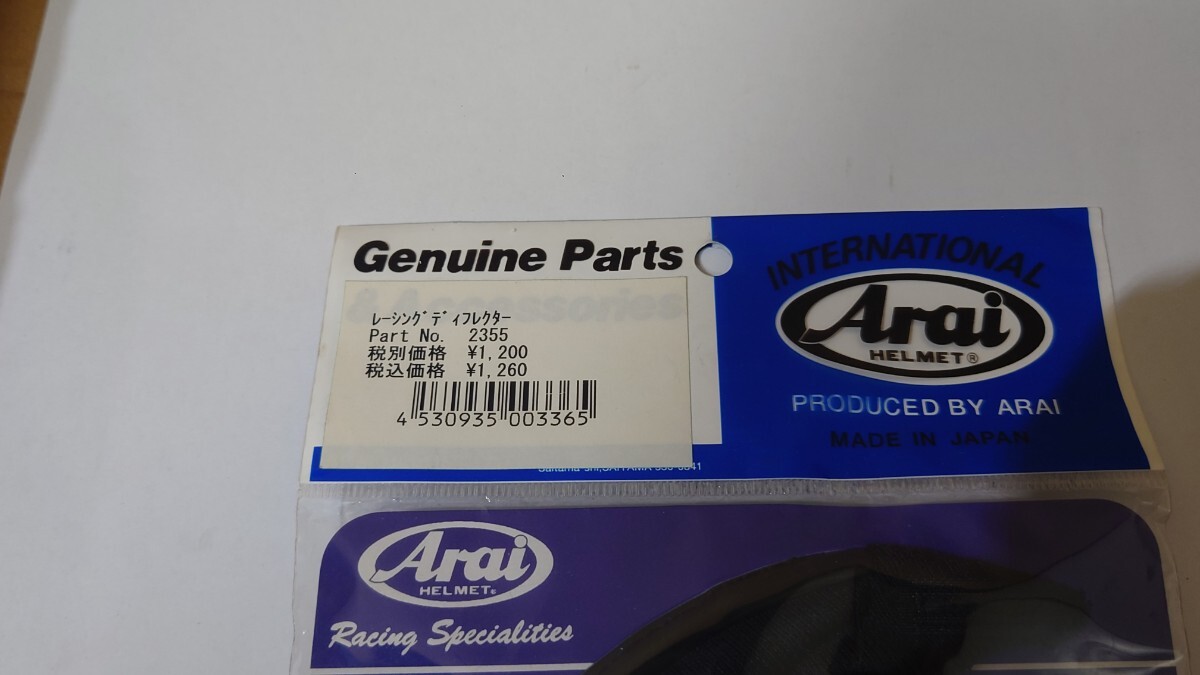 Genuine Parts
& Accessories
ﾚｰｼﾝｸﾞﾃﾞｨﾌﾚｸﾀｰ
Part No. 2355
税別価格 ¥1,200
税込価格 ¥1,260
4 530935 003365
INTERNATIONAL
Arai
HELMET®
PRODUCED BY ARAI
MADE IN JAPAN
Arai
HELMET®
Racing Specialities